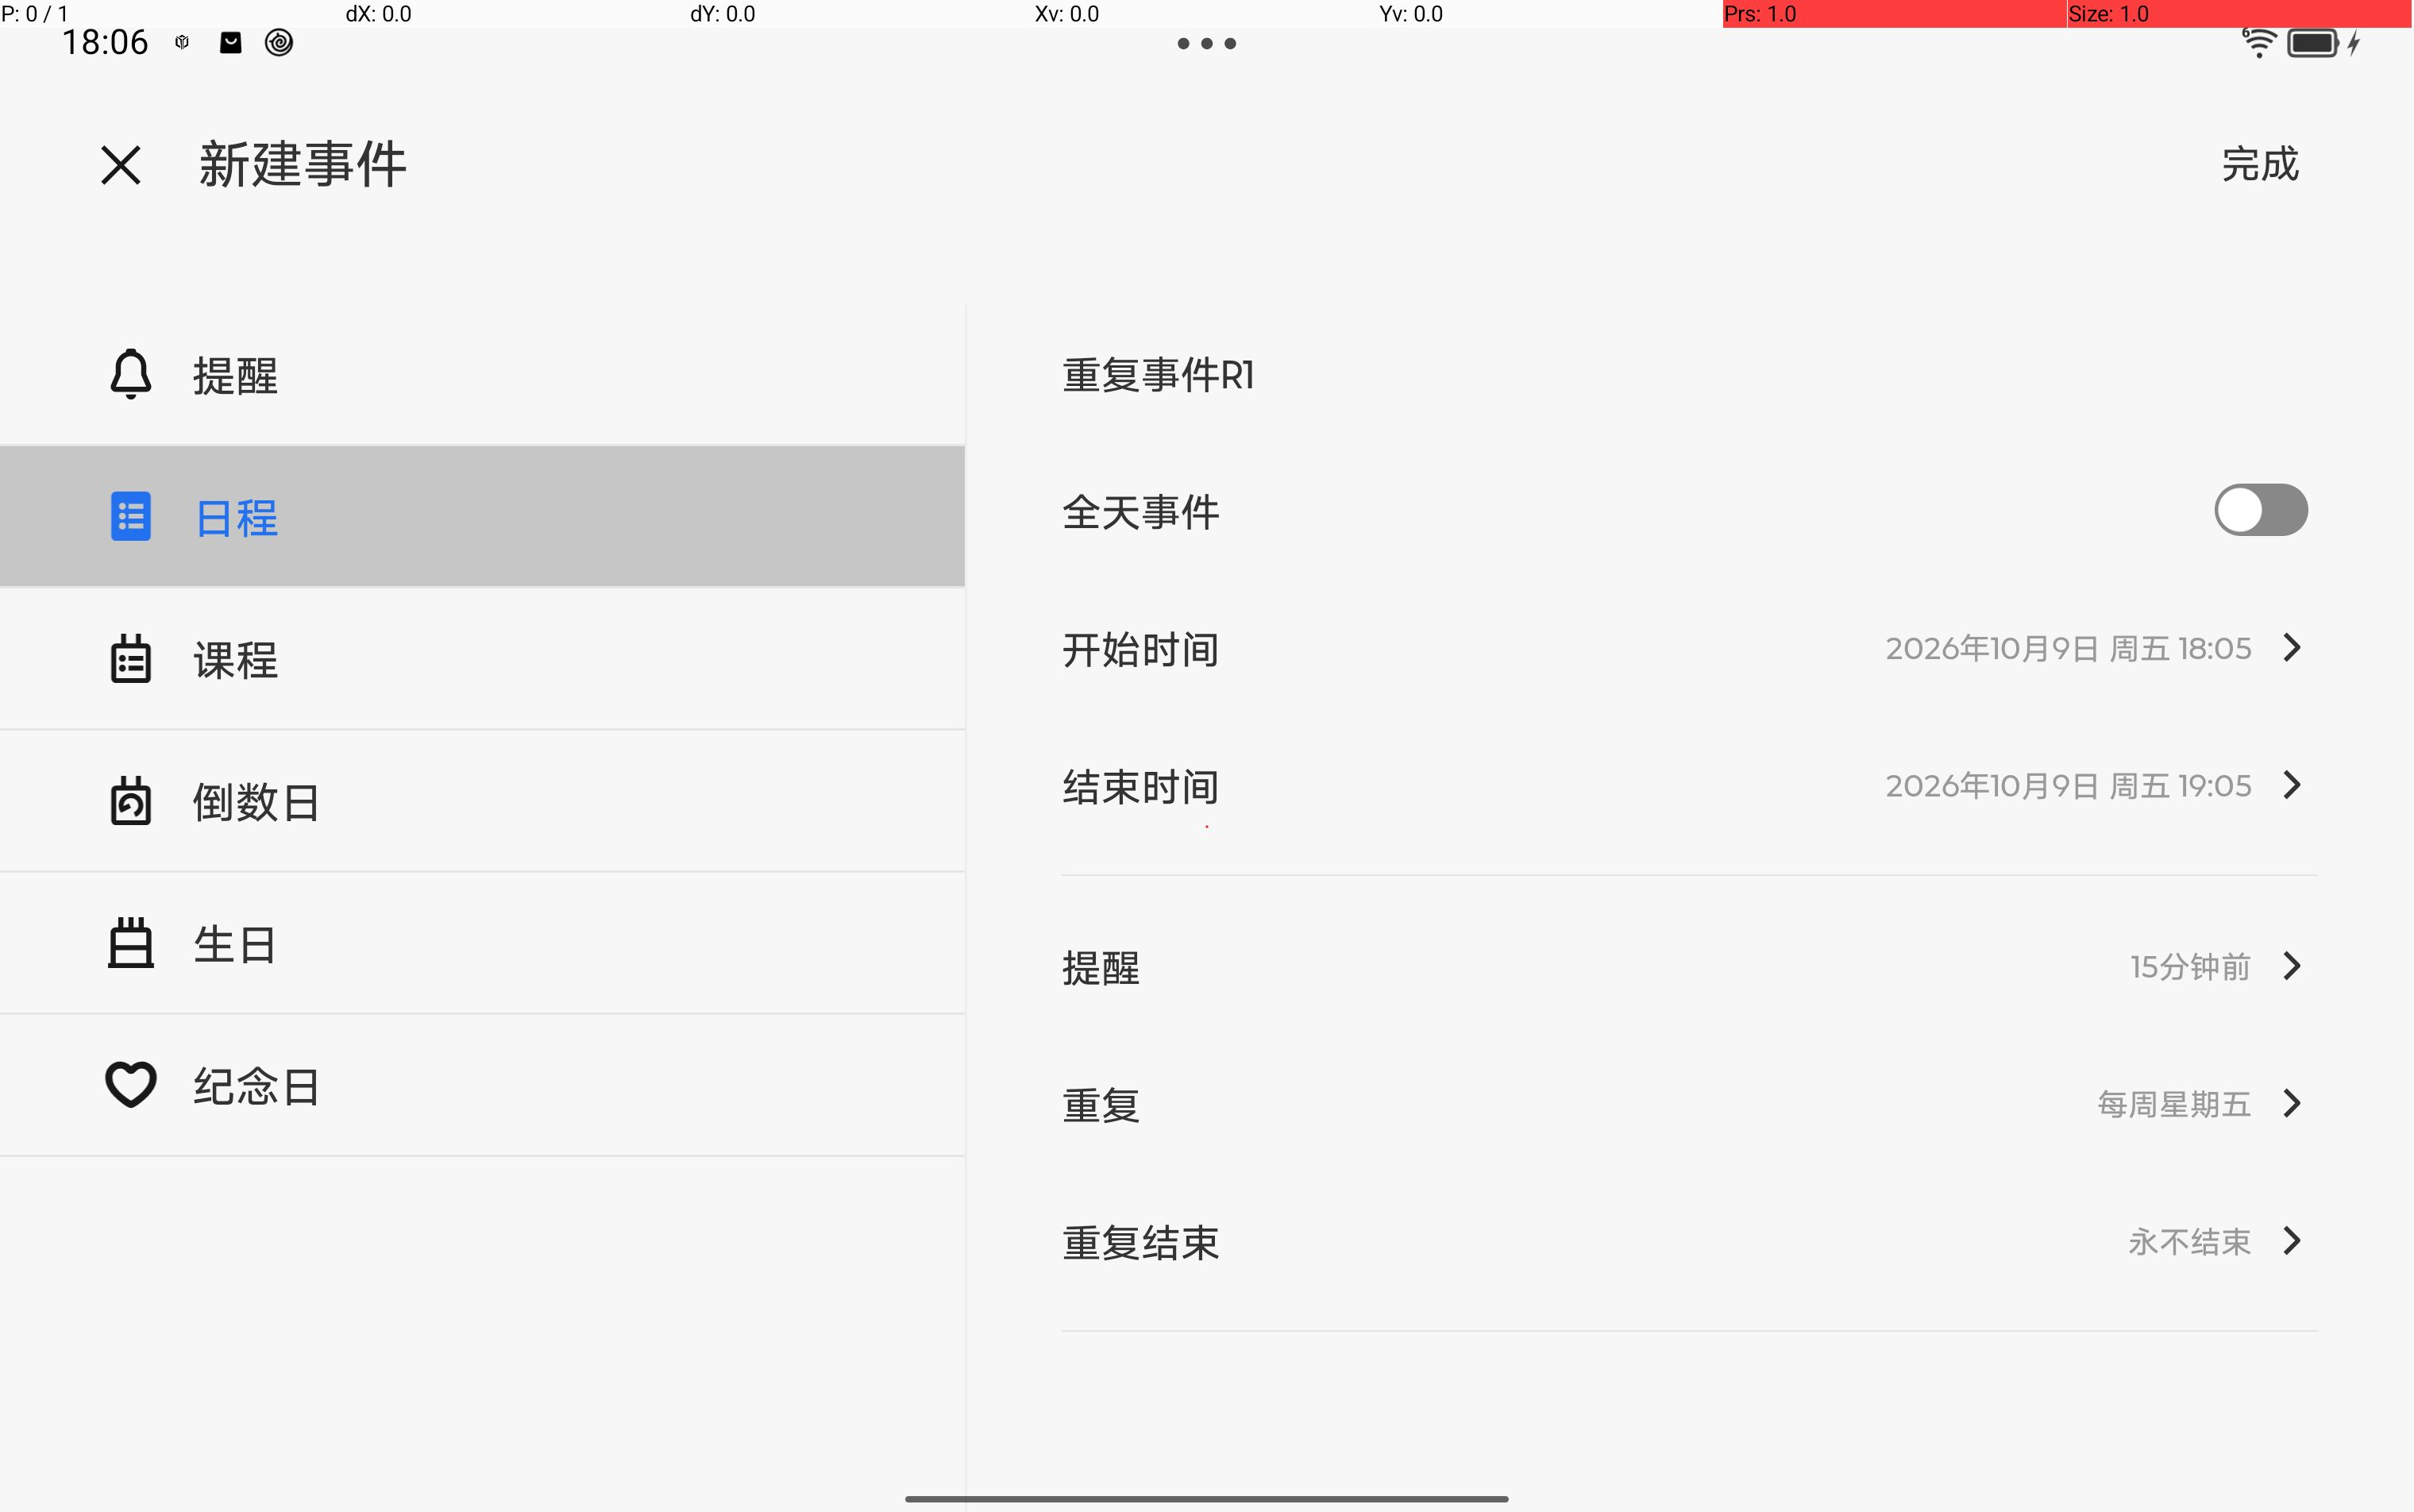 P: 0 / 1 dX: 0.0 dY: 0.0 Xv: 0.0 Yv: 0.0 Prs: 1.0 Size: 1.0
18:06
6
新建事件
完成
提醒
日程
课程
倒数日
生日
纪念日
重复事件R1
全天事件
开始时间 2026年10月9日 周五 18:05
结束时间 2026年10月9日 周五 19:05
提醒 15分钟前
重复 每周星期五
重复结束 永不结束